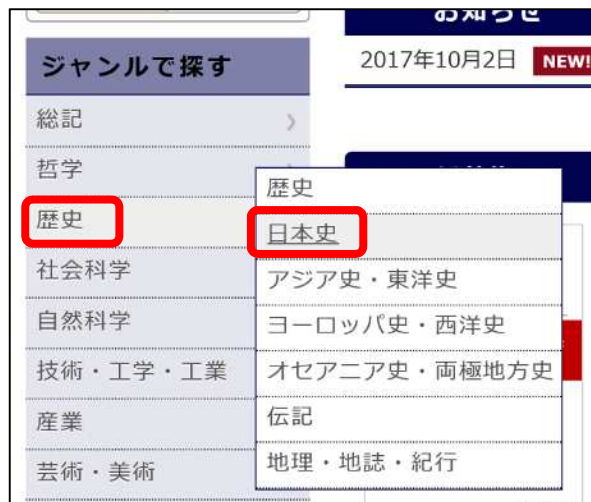 お知らせ
2017年10月2日 NEW!
ジャンルで探す
総記
哲学
歴史
社会科学
自然科学
技術・工学・工業
産業
芸術・美術
歴史
日本史
アジア史・東洋史
ヨーロッパ史・西洋史
オセアニア史・両極地方史
伝記
地理・地誌・紀行